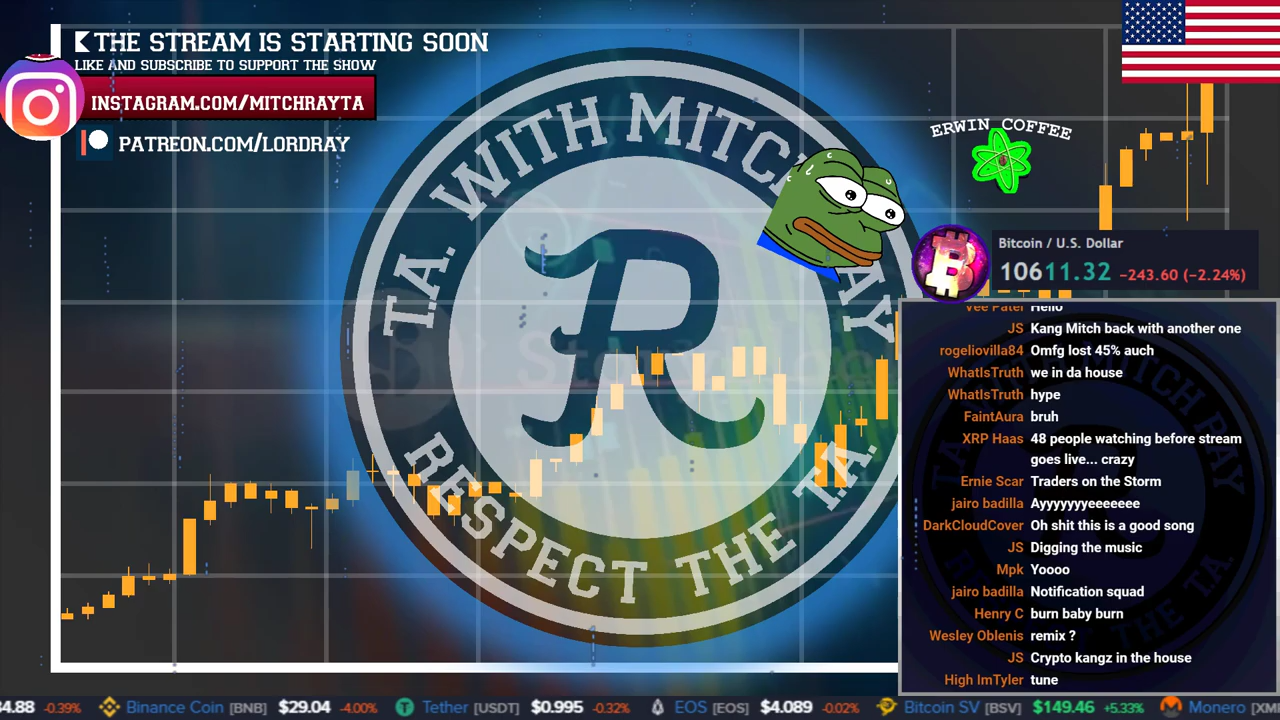 THE STREAM IS STARTING SOON
LIKE AND SUBSCRIBE TO SUPPORT THE SHOW
INSTAGRAM.COM/MITCHRAYTA
PATREON.COM/LORDRAY
T.A. WITH MITCH RAY
R
RESPECT THE T.A.
ERWIN COFFEE
Bitcoin / U.S. Dollar
10611.32 −243.60 (−2.24%)
Vee Patel Hello
JS Kang Mitch back with another one
rogeliovilla84 Omfg lost 45% auch
WhatIsTruth we in da house
WhatIsTruth hype
FaintAura bruh
XRP Haas 48 people watching before stream
goes live... crazy
Ernie Scar Traders on the Storm
jairo badilla Ayyyyyyyeeeeeee
DarkCloudCover Oh shit this is a good song
JS Digging the music
Mpk Yoooo
jairo badilla Notification squad
Henry C burn baby burn
Wesley Oblenis remix ?
JS Crypto kangz in the house
High ImTyler tune
4.88 -0.39% Binance Coin [BNB] $29.04 -4.00% Tether [USDT] $0.995 -0.32% EOS [EOS] $4.089 -0.02% Bitcoin SV [BSV] $149.46 +5.33% Monero [XM